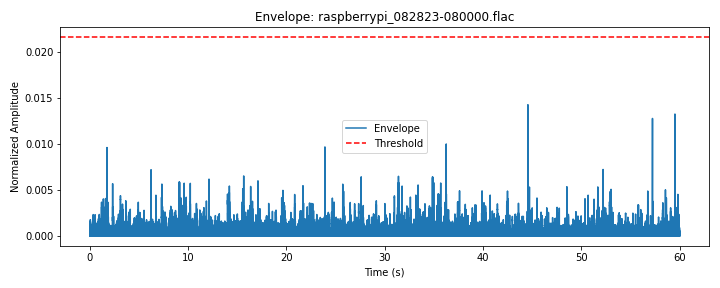 Envelope: raspberrypi_082823-080000.flac
Normalized Amplitude
0.020
0.015
0.010
0.005
0.000
Envelope
Threshold
0 10 20 30 40 50 60
Time (s)